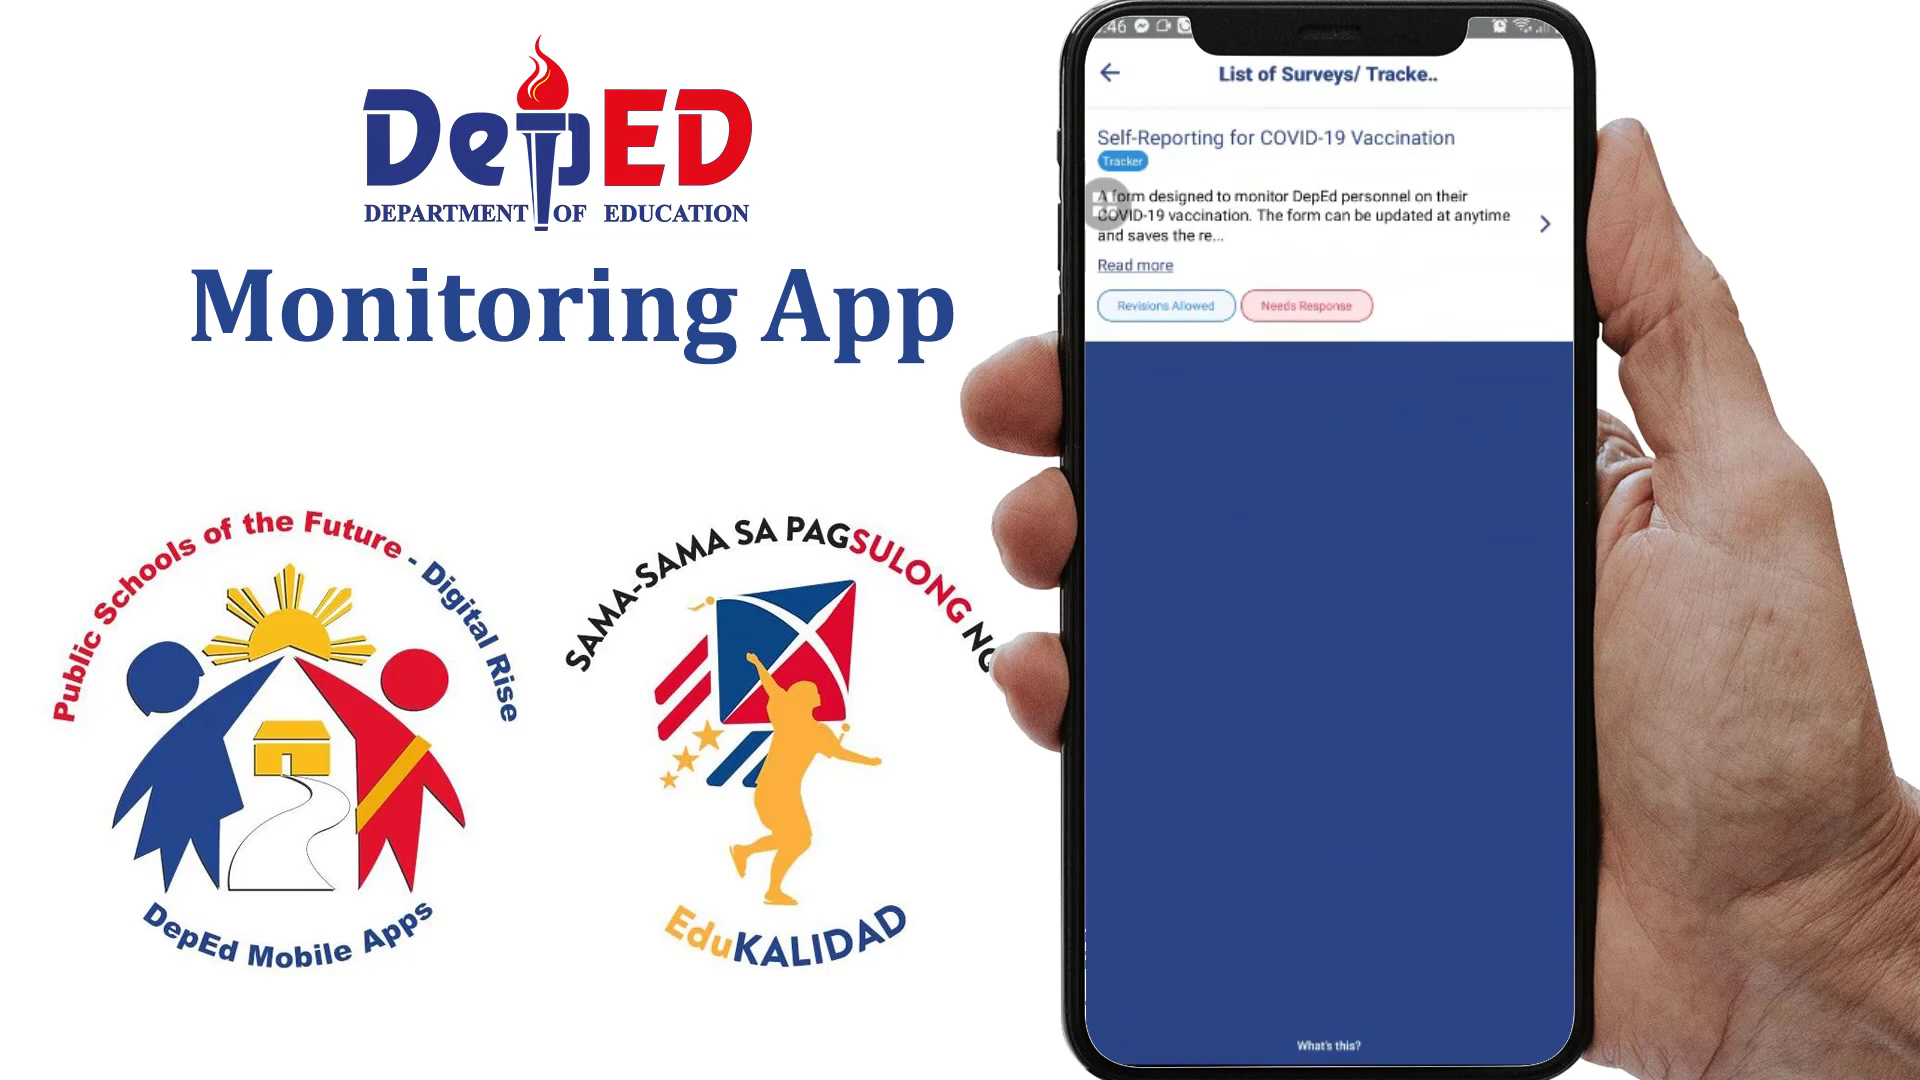 DepED
DEPARTMENT OF EDUCATION
Monitoring App
Public Schools of the Future - Digital Rise
DepEd Mobile Apps
SAMA-SAMA SA PAGSULONG NG
EduKALIDAD
:46
List of Surveys/ Tracke..
Self-Reporting for COVID-19 Vaccination
Tracker
A form designed to monitor DepEd personnel on their
COVID-19 vaccination. The form can be updated at anytime
and saves the re...
Read more
Revisions Allowed
Needs Response
What's this?